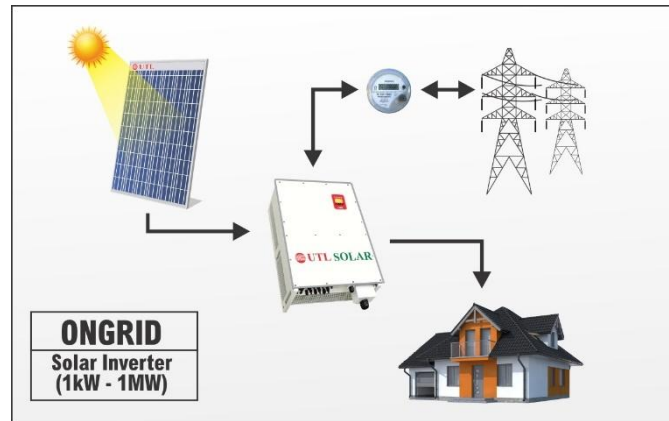 UTL
UTL SOLAR
ONGRID
Solar Inverter
(1kW - 1MW)